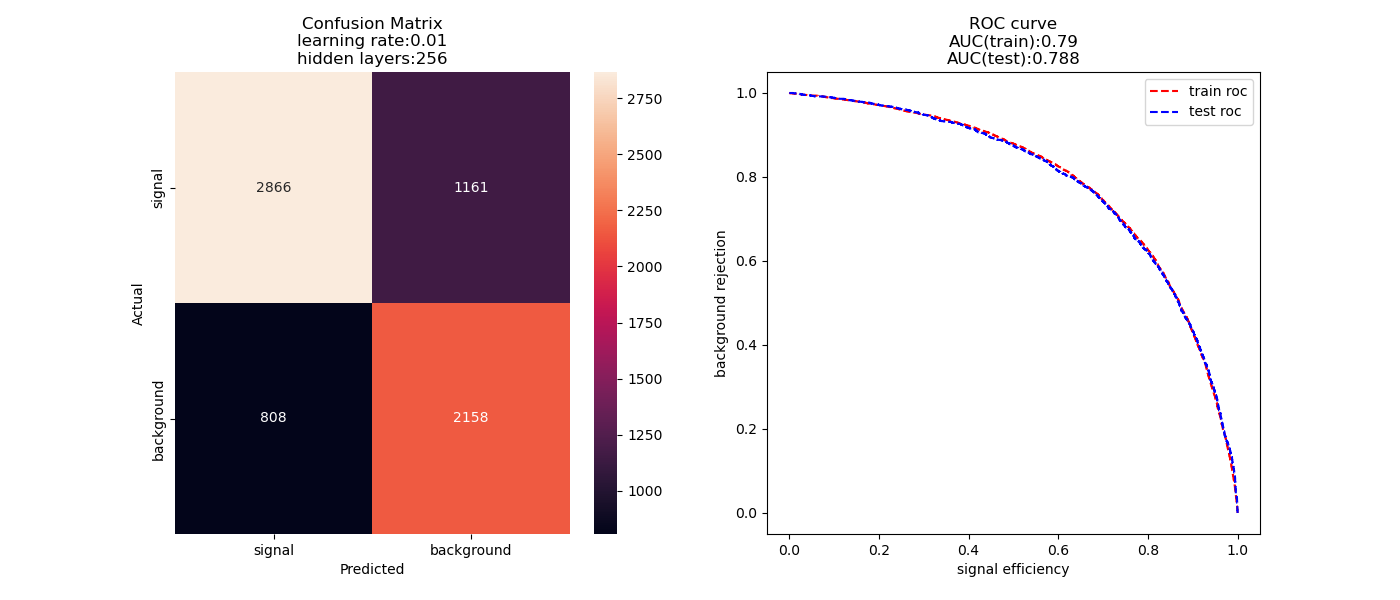 Confusion Matrix
learning rate:0.01
hidden layers:256
signal
background
Actual
2866
1161
808
2158
signal
background
Predicted
2750
2500
2250
2000
1750
1500
1250
1000
ROC curve
AUC(train):0.79
AUC(test):0.788
train roc
test roc
1.0
0.8
0.6
0.4
0.2
0.0
background rejection
0.0
0.2
0.4
0.6
0.8
1.0
signal efficiency